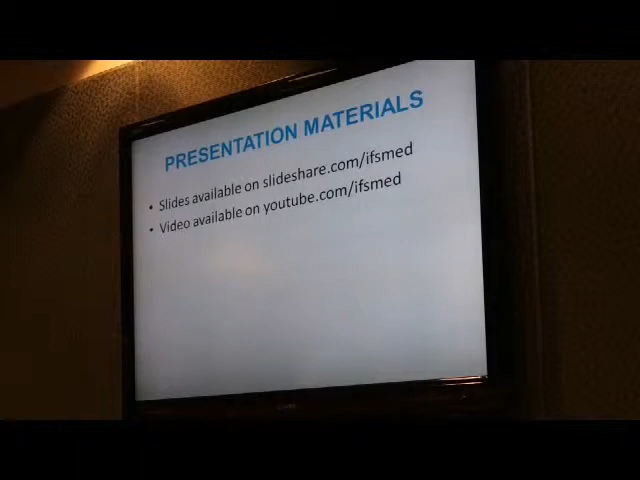 PRESENTATION MATERIALS
• Slides available on slideshare.com/ifsmed
• Video available on youtube.com/ifsmed